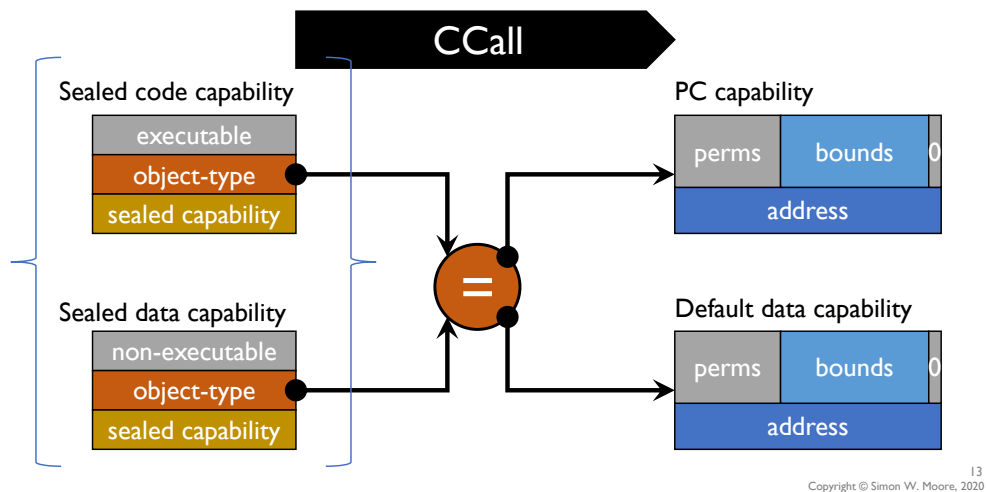 CCall
Sealed code capability
executable
object-type
sealed capability
Sealed data capability
non-executable
object-type
sealed capability
=
PC capability
perms bounds 0
address
Default data capability
perms bounds 0
address
13
Copyright © Simon W. Moore, 2020